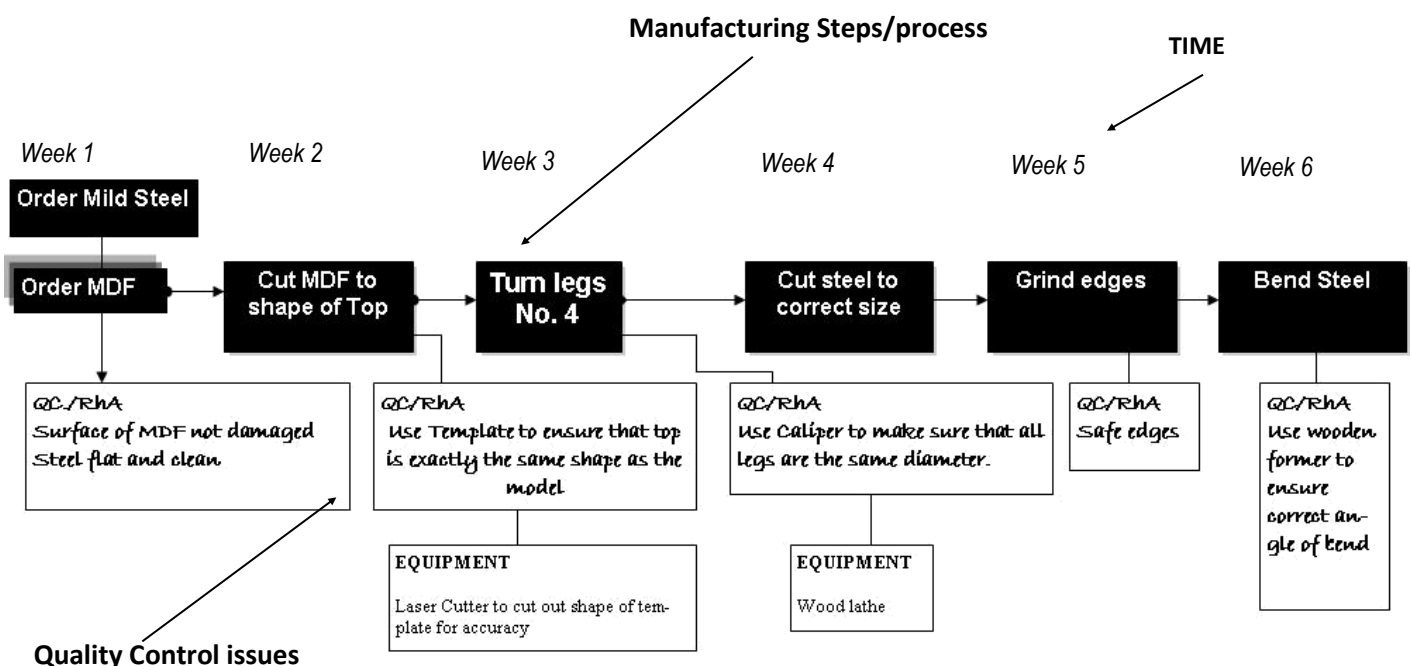 Manufacturing Steps/process
TIME
Week 1
Week 2
Week 3
Week 4
Week 5
Week 6
Order Mild Steel
Order MDF
Cut MDF to
shape of Top
Turn legs
No. 4
Cut steel to
correct size
Grind edges
Bend Steel
QC./RhA
Surface of MDF not damaged
Steel flat and clean
QC/RhA
Use Template to ensure that top
is exactly the same shape as the
model
QC/RhA
Use Caliper to make sure that all
legs are the same diameter.
QC/RhA
Safe edges
QC/RhA
Use wooden
former to
ensure
correct an-
gle of bend
EQUIPMENT
Laser Cutter to cut out shape of tem-
plate for accuracy
EQUIPMENT
Wood lathe
Quality Control issues